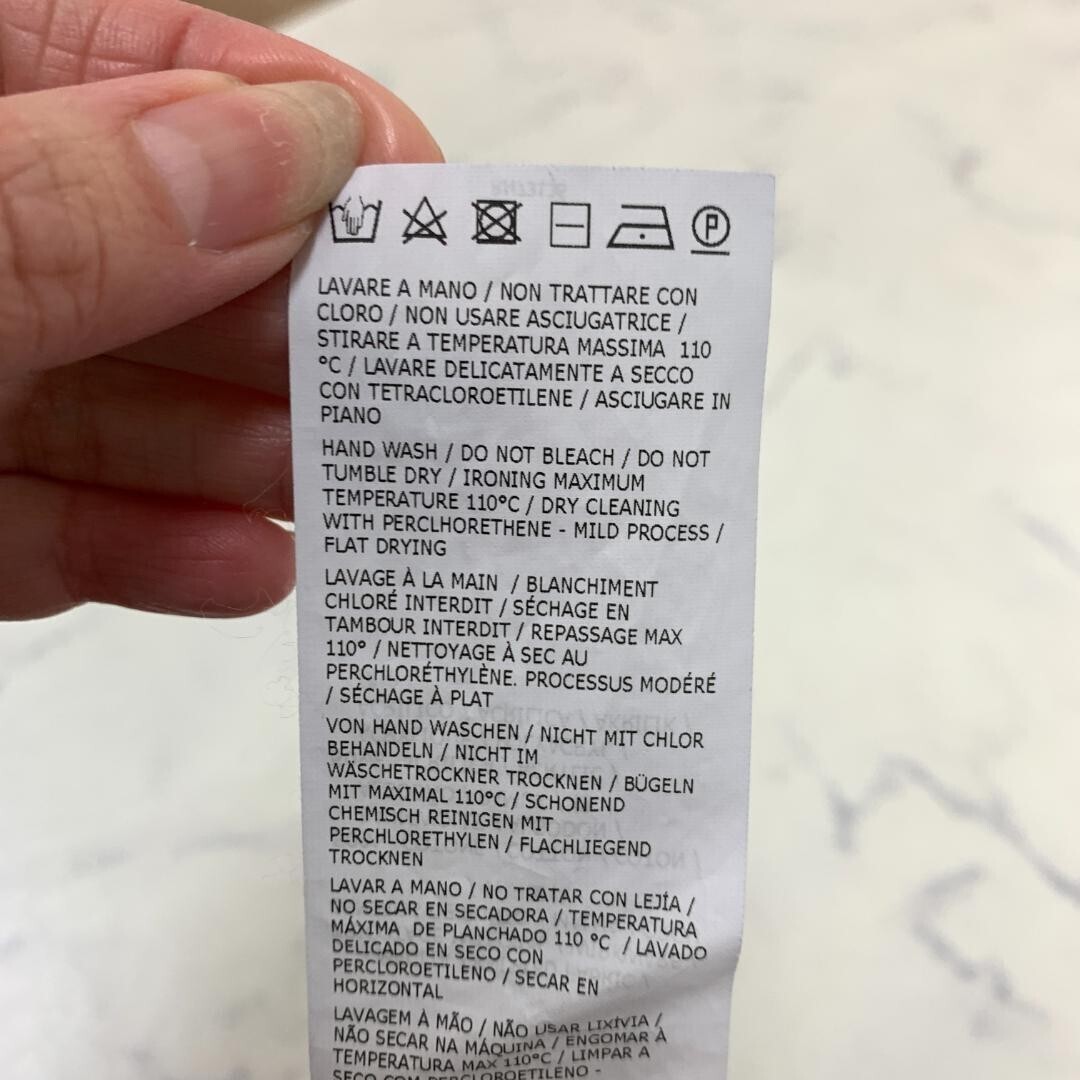 P
LAVARE A MANO / NON TRATTARE CON
CLORO / NON USARE ASCIUGATRICE /
STIRARE A TEMPERATURA MASSIMA 110
°C / LAVARE DELICATAMENTE A SECCO
CON TETRACLOROETILENE / ASCIUGARE IN
PIANO
HAND WASH / DO NOT BLEACH / DO NOT
TUMBLE DRY / IRONING MAXIMUM
TEMPERATURE 110°C / DRY CLEANING
WITH PERCLHORETHENE - MILD PROCESS /
FLAT DRYING
LAVAGE À LA MAIN / BLANCHIMENT
CHLORÉ INTERDIT / SÉCHAGE EN
TAMBOUR INTERDIT / REPASSAGE MAX
110° / NETTOYAGE À SEC AU
PERCHLORÉTHYLÈNE. PROCESSUS MODÉRÉ
/ SÉCHAGE À PLAT
VON HAND WASCHEN / NICHT MIT CHLOR
BEHANDELN / NICHT IM
WÄSCHETROCKNER TROCKNEN / BÜGELN
MIT MAXIMAL 110°C / SCHONEND
CHEMISCH REINIGEN MIT
PERCHLORETHYLEN / FLACHLIEGEND
TROCKNEN
LAVAR A MANO / NO TRATAR CON LEJÍA /
NO SECAR EN SECADORA / TEMPERATURA
MÁXIMA DE PLANCHADO 110 °C / LAVADO
DELICADO EN SECO CON
PERCLOROETILENO / SECAR EN
HORIZONTAL
LAVAGEM À MÃO / NÃO USAR LIXÍVIA /
NÃO SECAR NA MÁQUINA / ENGOMAR À
TEMPERATURA MAX 110°C / LIMPAR A
SECO COM PERCLOROETILENO -